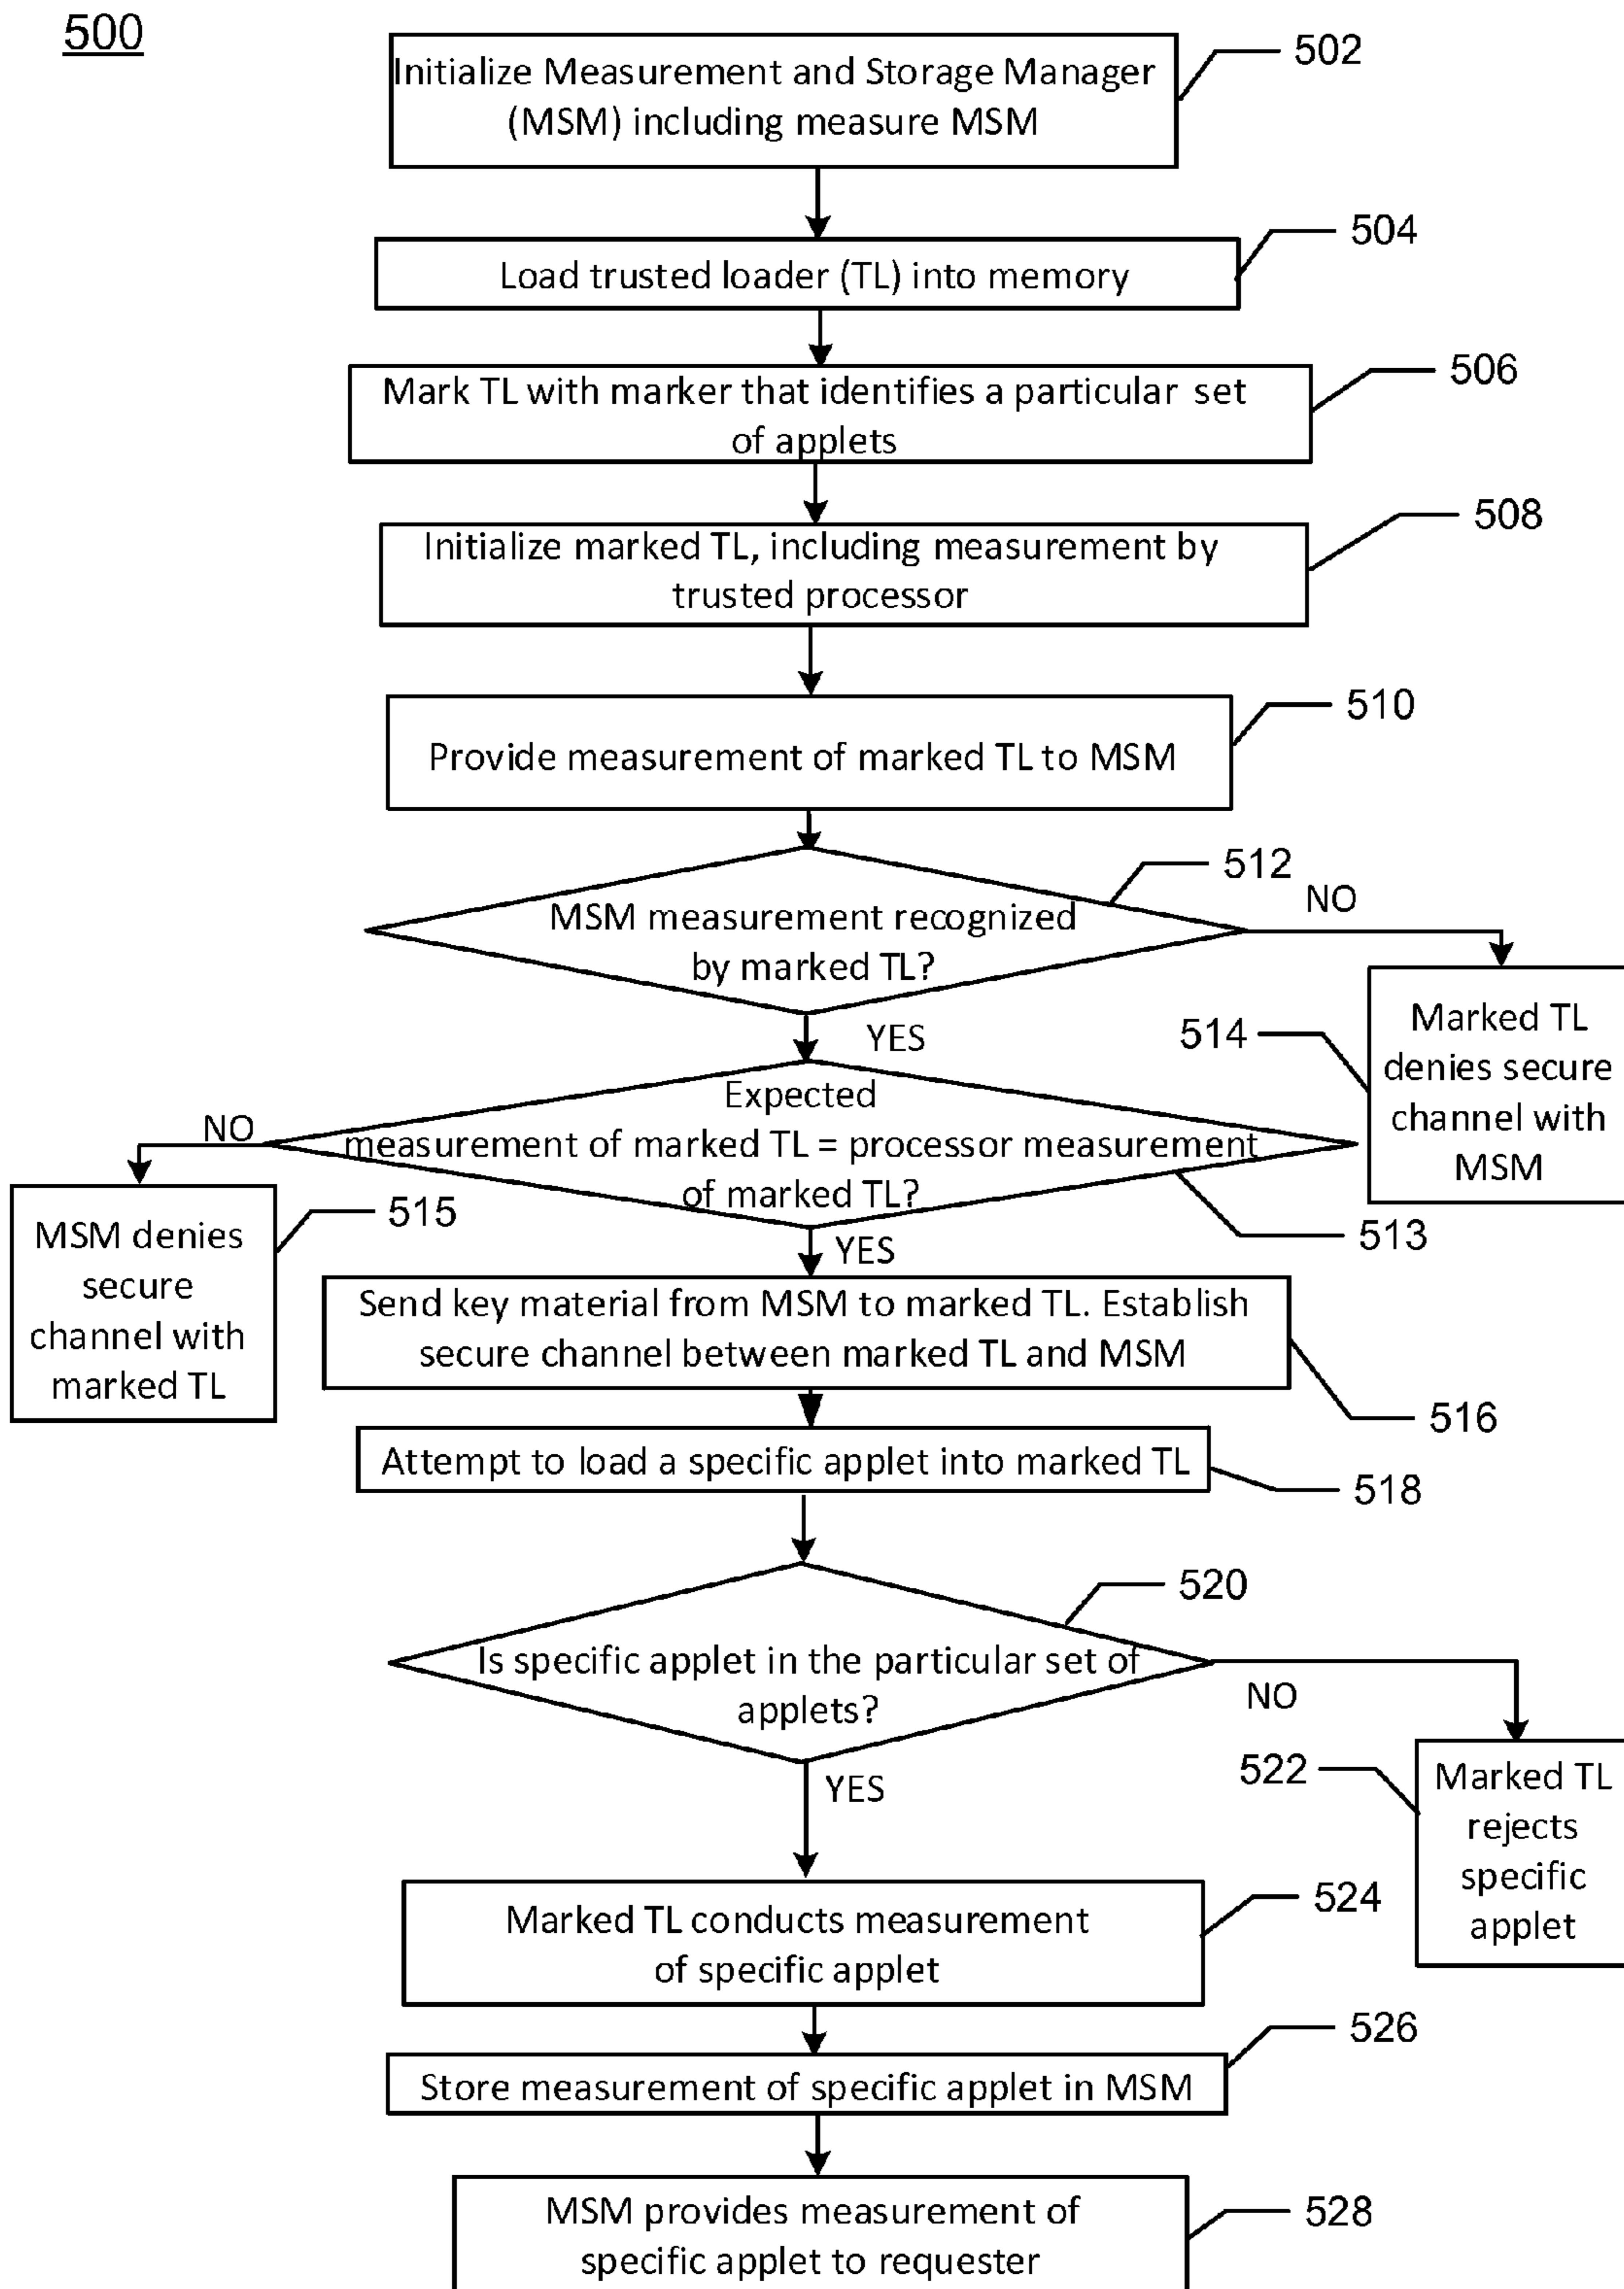 500
Initialize Measurement and Storage Manager
(MSM) including measure MSM
502
Load trusted loader (TL) into memory
504
Mark TL with marker that identifies a particular set
of applets
506
Initialize marked TL, including measurement by
trusted processor
508
Provide measurement of marked TL to MSM
510
MSM measurement recognized
by marked TL?
512
NO
YES
514
Marked TL
denies secure
channel with
MSM
Expected
measurement of marked TL = processor measurement
of marked TL?
513
NO
YES
515
MSM denies
secure
channel with
marked TL
Send key material from MSM to marked TL. Establish
secure channel between marked TL and MSM
516
Attempt to load a specific applet into marked TL
518
Is specific applet in the particular set of
applets?
520
NO
YES
522
Marked TL
rejects
specific
applet
Marked TL conducts measurement
of specific applet
524
Store measurement of specific applet in MSM
526
MSM provides measurement of
specific applet to requester
528